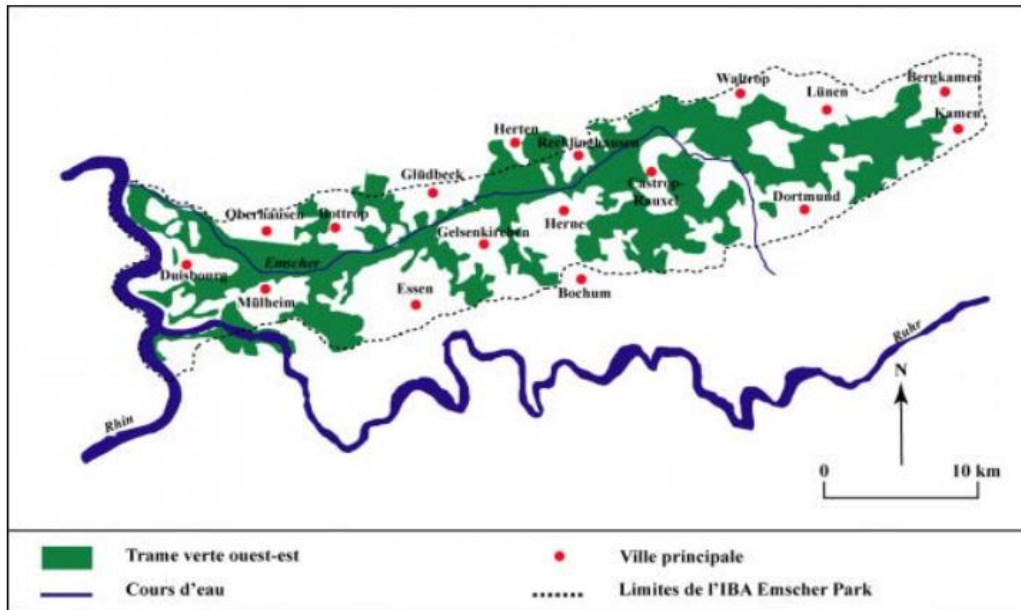 Waltrop
Bergkamen
Lünen
Kamen
Herten
Recklinghausen
Glüdbeck
Castrop-
Rauxel
Dortmund
Oberhausen
Bottrop
Herne
Gelsenkirchen
Emscher
Duisbourg
Mülheim
Essen
Bochum
Ruhr
Rhin
N
0 10 km
Trame verte ouest-est
Ville principale
Cours d'eau
Limites de l'IBA Emscher Park